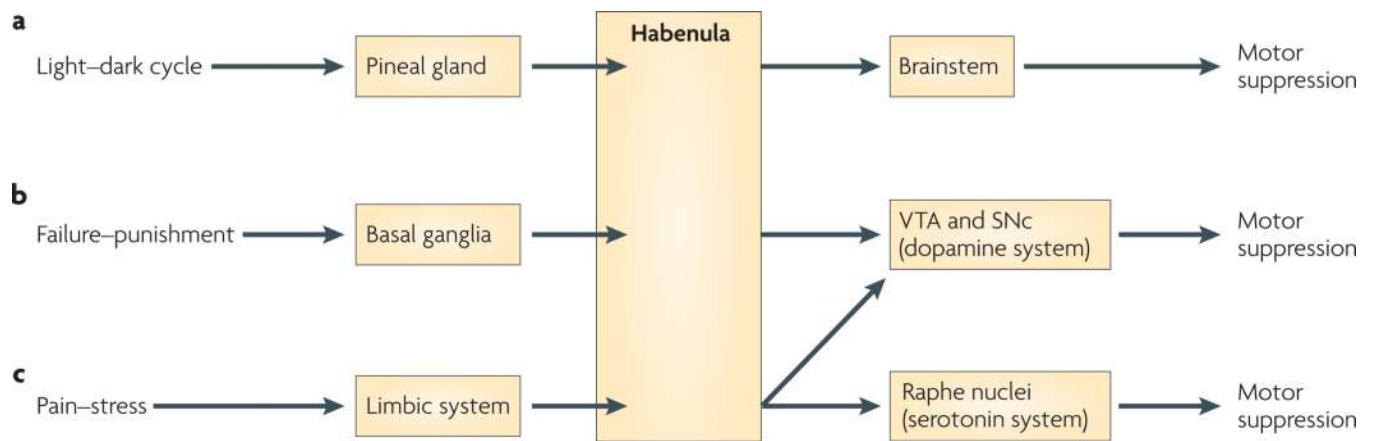 a
Habenula
Light–dark cycle
Pineal gland
Brainstem
Motor
suppression
b
Failure–punishment
Basal ganglia
VTA and SNc
(dopamine system)
Motor
suppression
c
Pain–stress
Limbic system
Raphe nuclei
(serotonin system)
Motor
suppression